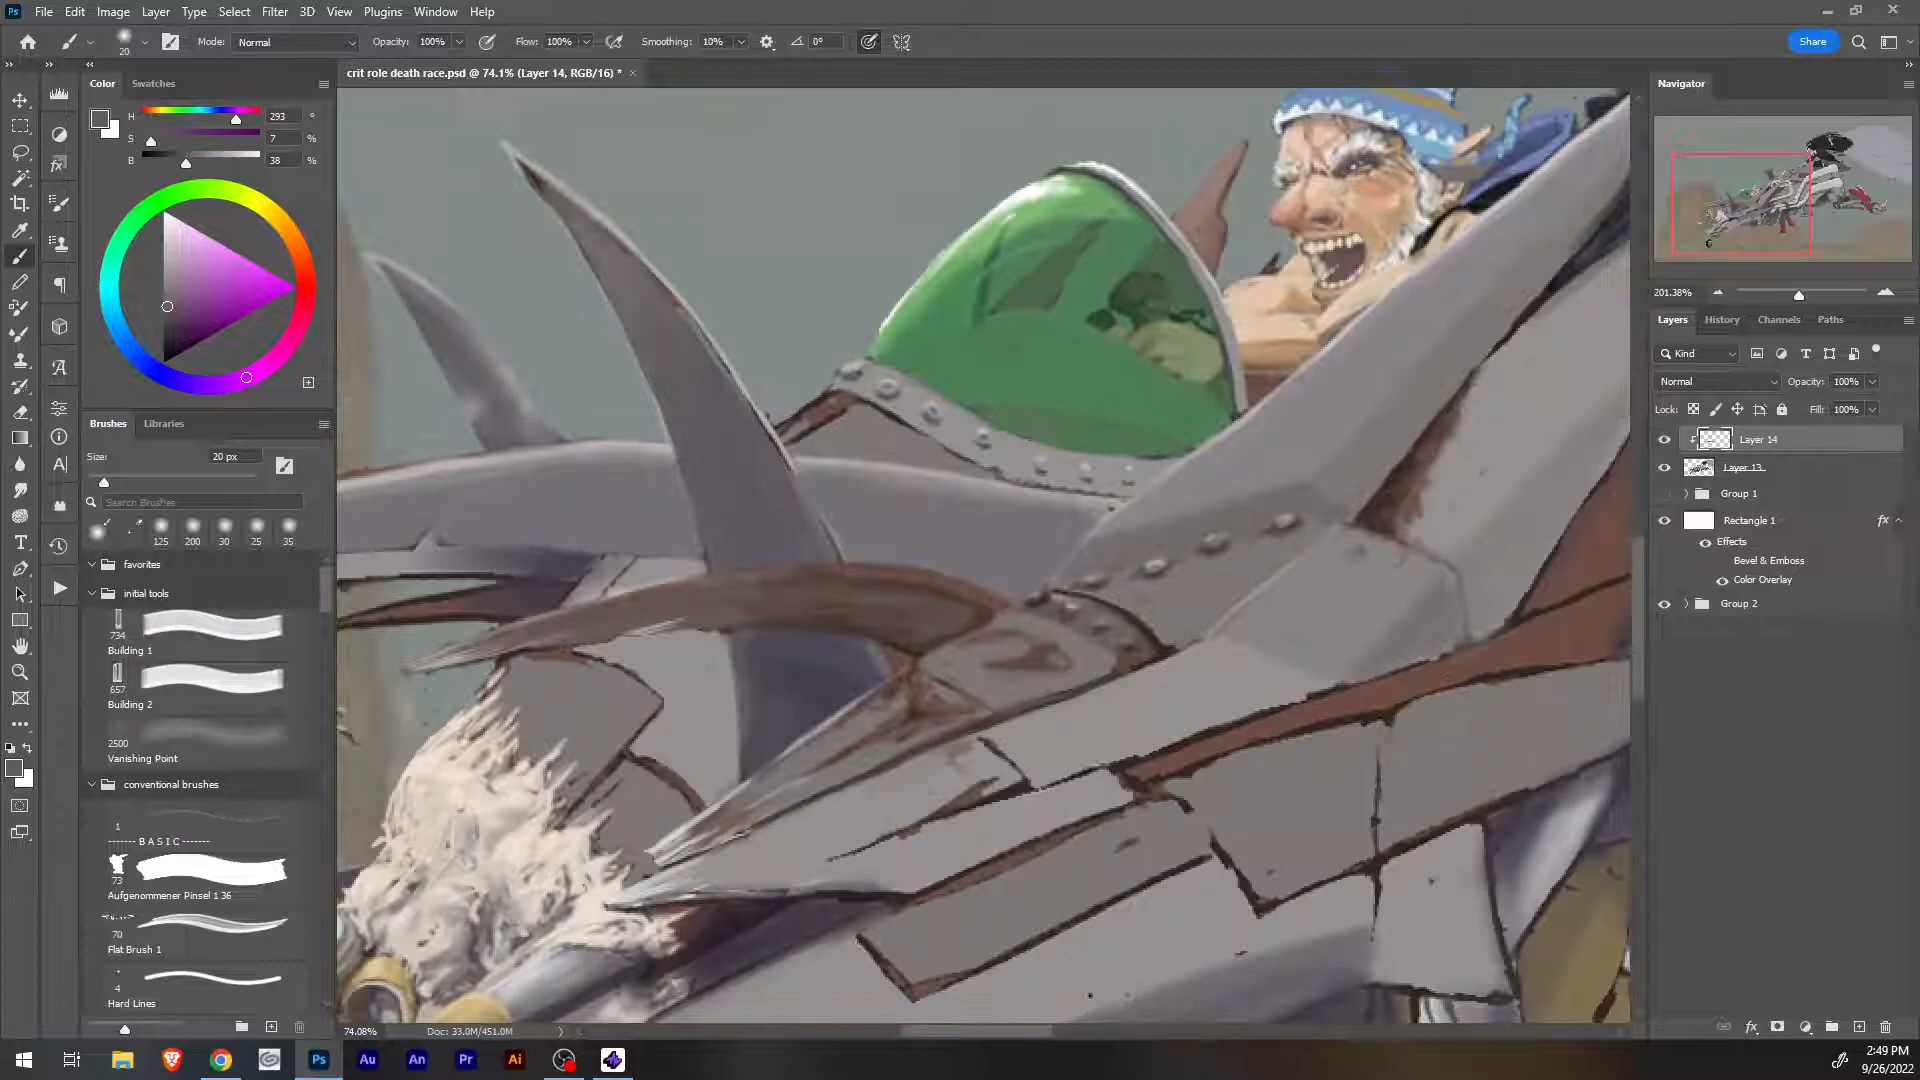 Ps File Edit Image Layer Type Select Filter 3D View Plugins Window Help
20 Mode: Normal Opacity: 100% Flow: 100% Smoothing: 10% 0° Share
crit role death race.psd @ 74.1% (Layer 14, RGB/16) *
Color Swatches
H 293 °
S 7 %
B 38 %
Brushes Libraries
Size: 20 px
Search Brushes
125 200 30 25 35
favorites
initial tools
734
Building 1
657
Building 2
2500
Vanishing Point
conventional brushes
1
------- B A S I C -------
73
Aufgenommener Pinsel 1 36
70
Flat Brush 1
4
Hard Lines
74.08% Doc: 33.0M/451.0M
Navigator
201.38%
Layers History Channels Paths
Kind
Normal Opacity: 100%
Lock: Fill: 100%
Layer 14
Layer 13
Group 1
Rectangle 1 fx
Effects
Bevel & Emboss
Color Overlay
Group 2
Ps Au An Pr Ai
2:49 PM
9/26/2022